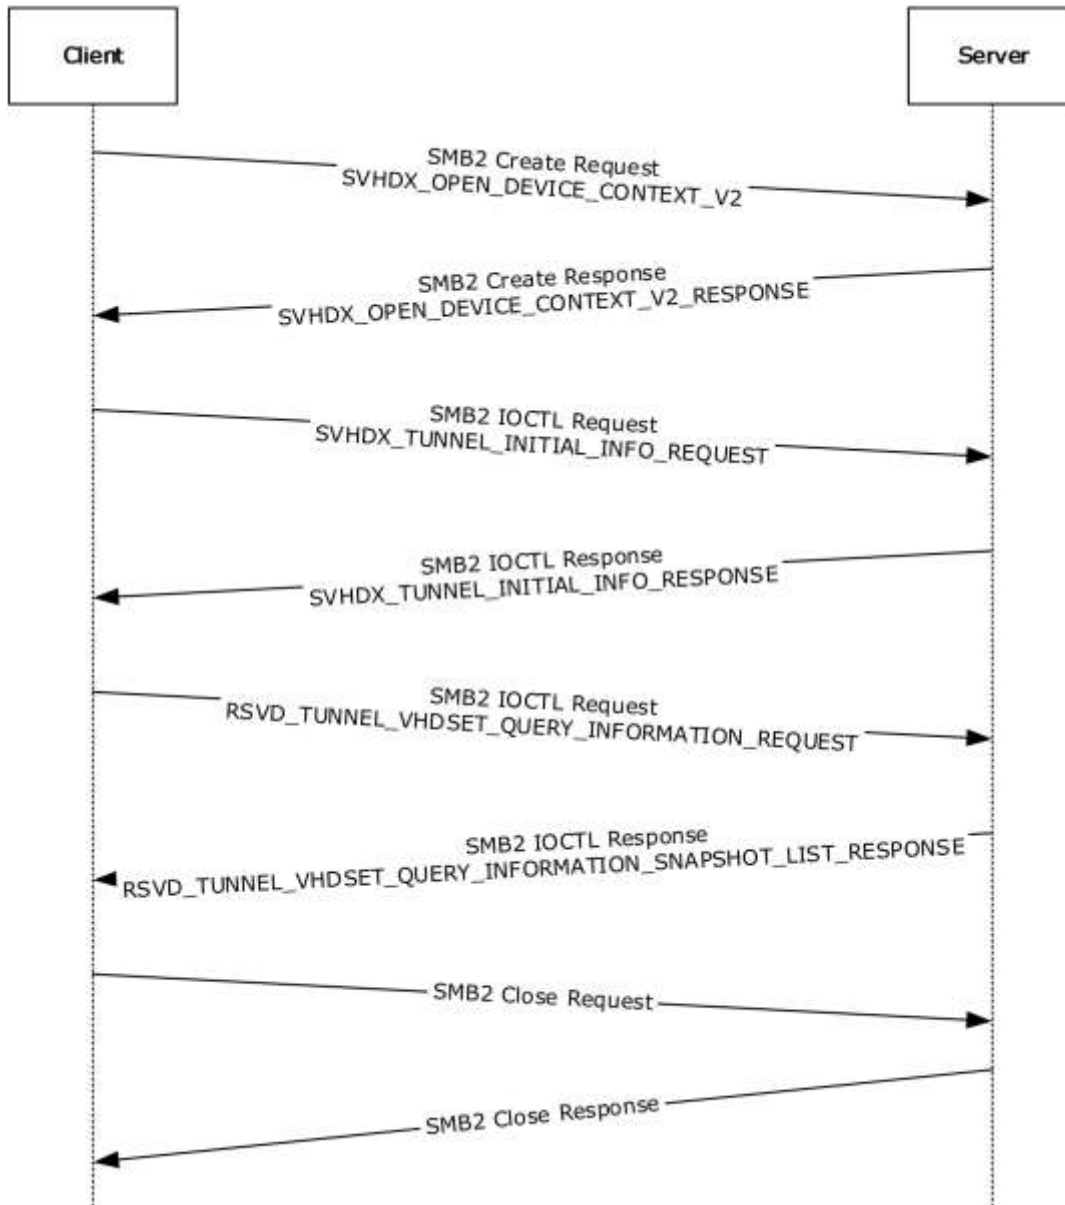 Client
Server
SMB2 Create Request
SVHDX_OPEN_DEVICE_CONTEXT_V2
SMB2 Create Response
SVHDX_OPEN_DEVICE_CONTEXT_V2_RESPONSE
SMB2 IOCTL Request
SVHDX_TUNNEL_INITIAL_INFO_REQUEST
SMB2 IOCTL Response
SVHDX_TUNNEL_INITIAL_INFO_RESPONSE
SMB2 IOCTL Request
RSVD_TUNNEL_VHDSET_QUERY_INFORMATION_REQUEST
SMB2 IOCTL Response
RSVD_TUNNEL_VHDSET_QUERY_INFORMATION_SNAPSHOT_LIST_RESPONSE
SMB2 Close Request
SMB2 Close Response